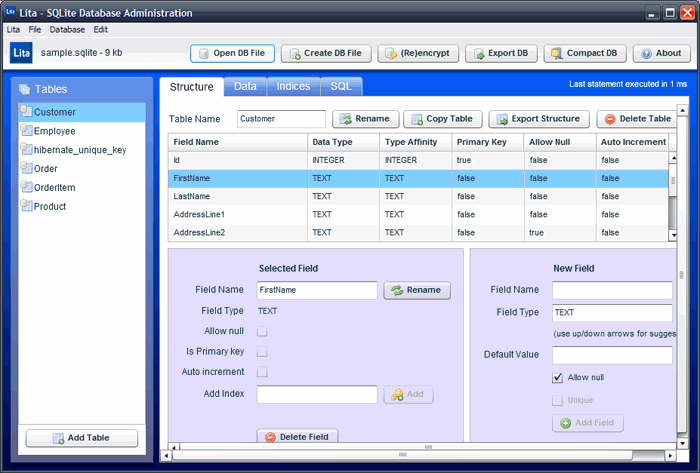 Lita Lita - SQLite Database Administration
Lita File Database Edit
Lita sample.sqlite - 9 kb Open DB File Create DB File (Re)encrypt Export DB Compact DB About
Tables
Customer
Employee
hibernate_unique_key
Order
OrderItem
Product
Add Table
Structure Data Indices SQL Last statement executed in 1 ms
Table Name Customer Rename Copy Table Export Structure Delete Table
Field Name Data Type Type Affinity Primary Key Allow Null Auto Increment
Id INTEGER INTEGER true false false
FirstName TEXT TEXT false false false
LastName TEXT TEXT false false false
AddressLine1 TEXT TEXT false false false
AddressLine2 TEXT TEXT false true false
Selected Field
Field Name FirstName Rename
Field Type TEXT
Allow null
Is Primary key
Auto increment
Add Index Add
Delete Field
New Field
Field Name
Field Type TEXT
(use up/down arrows for sugges
Default Value
Allow null
Unique
Add Field